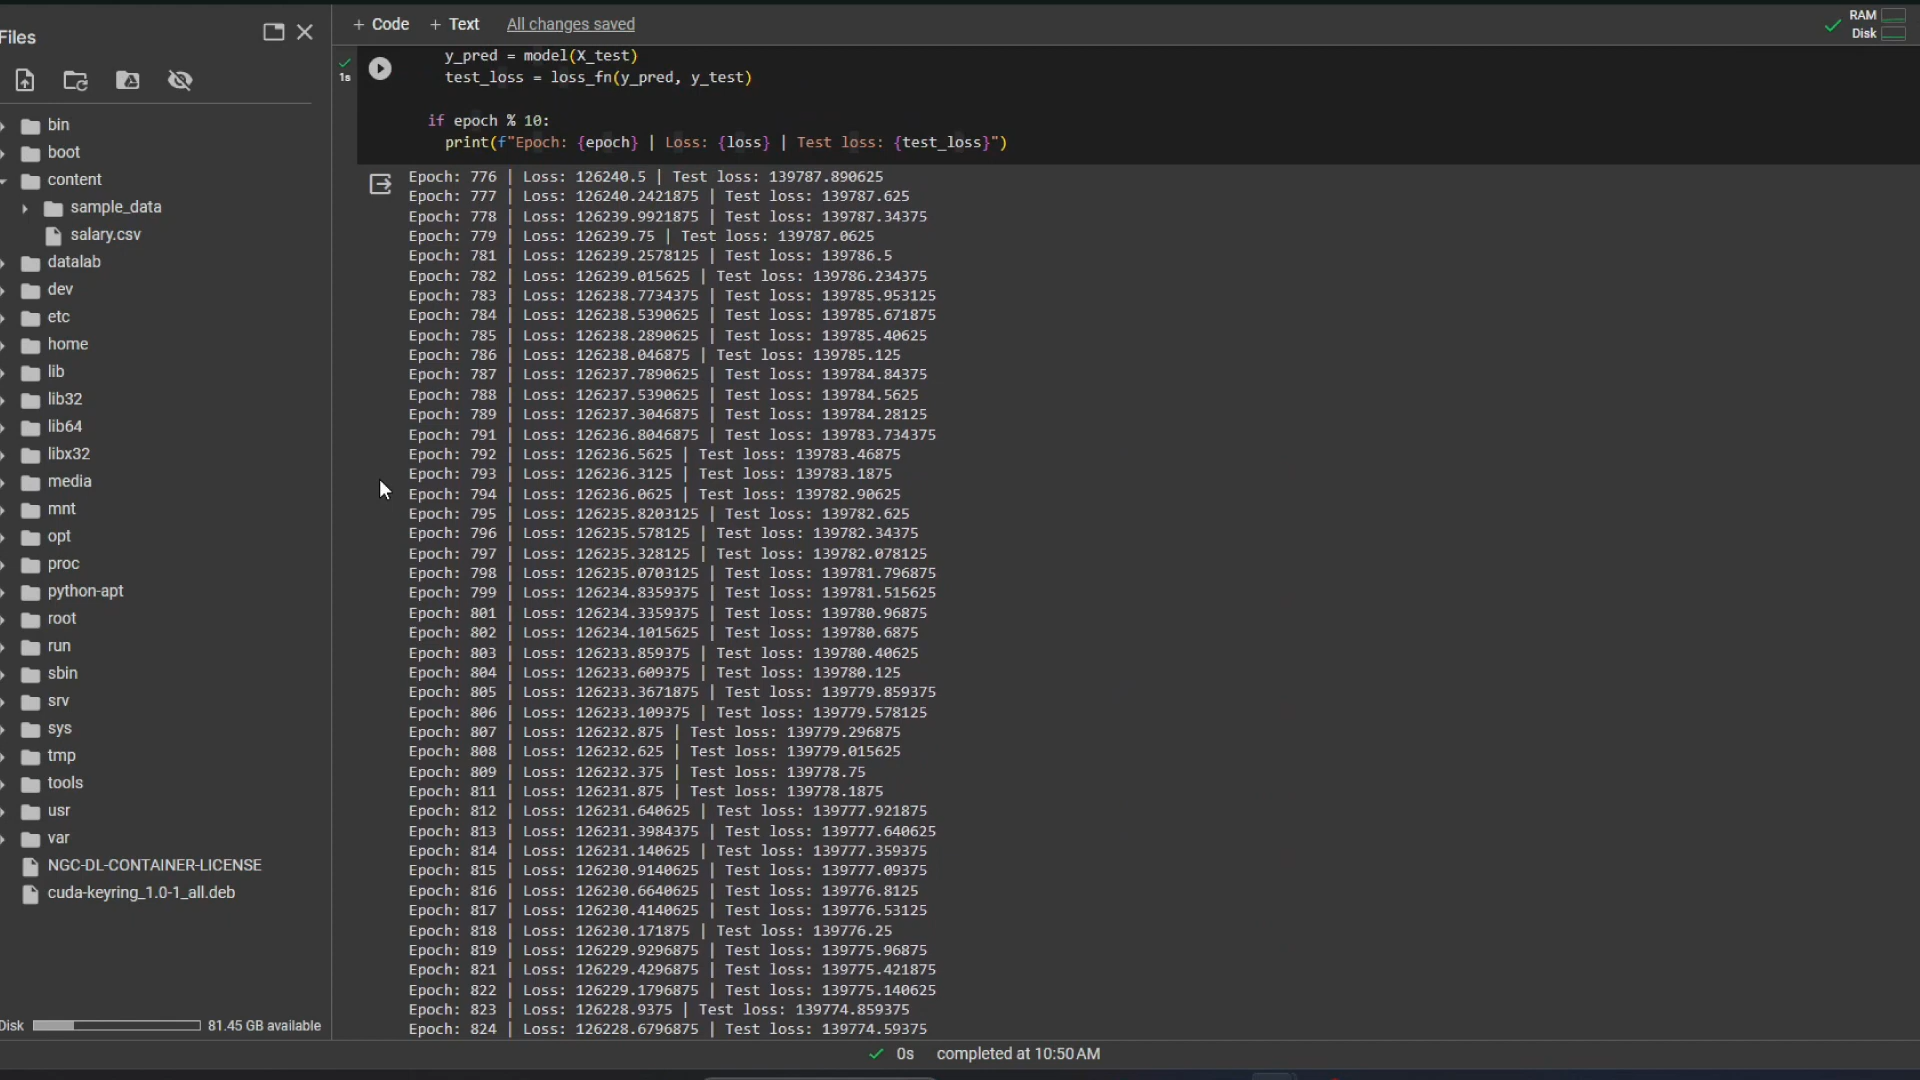 Files
+ Code + Text All changes saved
RAM
Disk
bin
boot
content
sample_data
salary.csv
datalab
dev
etc
home
lib
lib32
lib64
libx32
media
mnt
opt
proc
python-apt
root
run
sbin
srv
sys
tmp
tools
usr
var
NGC-DL-CONTAINER-LICENSE
cuda-keyring_1.0-1_all.deb
Disk 81.45 GB available
1s
y_pred = model(X_test)
test_loss = loss_fn(y_pred, y_test)
if epoch % 10:
print(f"Epoch: {epoch} | Loss: {loss} | Test loss: {test_loss}")
Epoch: 776 | Loss: 126240.5 | Test loss: 139787.890625
Epoch: 777 | Loss: 126240.2421875 | Test loss: 139787.625
Epoch: 778 | Loss: 126239.9921875 | Test loss: 139787.34375
Epoch: 779 | Loss: 126239.75 | Test loss: 139787.0625
Epoch: 781 | Loss: 126239.2578125 | Test loss: 139786.5
Epoch: 782 | Loss: 126239.015625 | Test loss: 139786.234375
Epoch: 783 | Loss: 126238.7734375 | Test loss: 139785.953125
Epoch: 784 | Loss: 126238.5390625 | Test loss: 139785.671875
Epoch: 785 | Loss: 126238.2890625 | Test loss: 139785.40625
Epoch: 786 | Loss: 126238.046875 | Test loss: 139785.125
Epoch: 787 | Loss: 126237.7890625 | Test loss: 139784.84375
Epoch: 788 | Loss: 126237.5390625 | Test loss: 139784.5625
Epoch: 789 | Loss: 126237.3046875 | Test loss: 139784.28125
Epoch: 791 | Loss: 126236.8046875 | Test loss: 139783.734375
Epoch: 792 | Loss: 126236.5625 | Test loss: 139783.46875
Epoch: 793 | Loss: 126236.3125 | Test loss: 139783.1875
Epoch: 794 | Loss: 126236.0625 | Test loss: 139782.90625
Epoch: 795 | Loss: 126235.8203125 | Test loss: 139782.625
Epoch: 796 | Loss: 126235.578125 | Test loss: 139782.34375
Epoch: 797 | Loss: 126235.328125 | Test loss: 139782.078125
Epoch: 798 | Loss: 126235.0703125 | Test loss: 139781.796875
Epoch: 799 | Loss: 126234.8359375 | Test loss: 139781.515625
Epoch: 801 | Loss: 126234.3359375 | Test loss: 139780.96875
Epoch: 802 | Loss: 126234.1015625 | Test loss: 139780.6875
Epoch: 803 | Loss: 126233.859375 | Test loss: 139780.40625
Epoch: 804 | Loss: 126233.609375 | Test loss: 139780.125
Epoch: 805 | Loss: 126233.3671875 | Test loss: 139779.859375
Epoch: 806 | Loss: 126233.109375 | Test loss: 139779.578125
Epoch: 807 | Loss: 126232.875 | Test loss: 139779.296875
Epoch: 808 | Loss: 126232.625 | Test loss: 139779.015625
Epoch: 809 | Loss: 126232.375 | Test loss: 139778.75
Epoch: 811 | Loss: 126231.875 | Test loss: 139778.1875
Epoch: 812 | Loss: 126231.640625 | Test loss: 139777.921875
Epoch: 813 | Loss: 126231.3984375 | Test loss: 139777.640625
Epoch: 814 | Loss: 126231.140625 | Test loss: 139777.359375
Epoch: 815 | Loss: 126230.9140625 | Test loss: 139777.09375
Epoch: 816 | Loss: 126230.6640625 | Test loss: 139776.8125
Epoch: 817 | Loss: 126230.4140625 | Test loss: 139776.53125
Epoch: 818 | Loss: 126230.171875 | Test loss: 139776.25
Epoch: 819 | Loss: 126229.9296875 | Test loss: 139775.96875
Epoch: 821 | Loss: 126229.4296875 | Test loss: 139775.421875
Epoch: 822 | Loss: 126229.1796875 | Test loss: 139775.140625
Epoch: 823 | Loss: 126228.9375 | Test loss: 139774.859375
Epoch: 824 | Loss: 126228.6796875 | Test loss: 139774.59375
0s completed at 10:50 AM